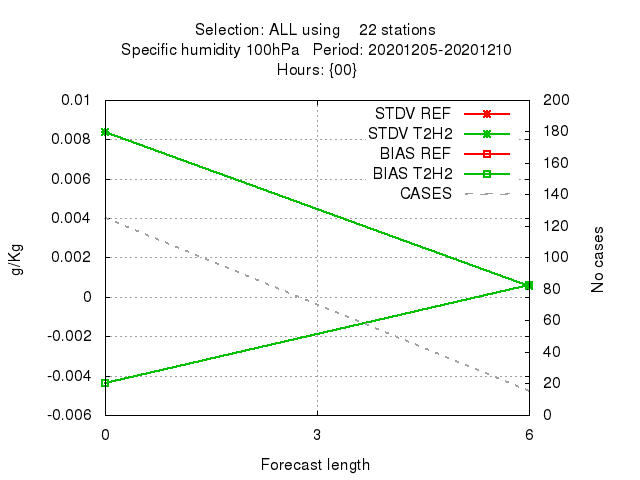 Selection: ALL using    22 stations
Specific humidity 100hPa   Period: 20201205-20201210
Hours: {00}
0.01
0.008
0.006
0.004
0.002
0
-0.002
-0.004
-0.006
g/Kg
STDV REF
STDV T2H2
BIAS REF
BIAS T2H2
CASES
200
180
160
140
120
100
80
60
40
20
0
No cases
0 3 6
Forecast length